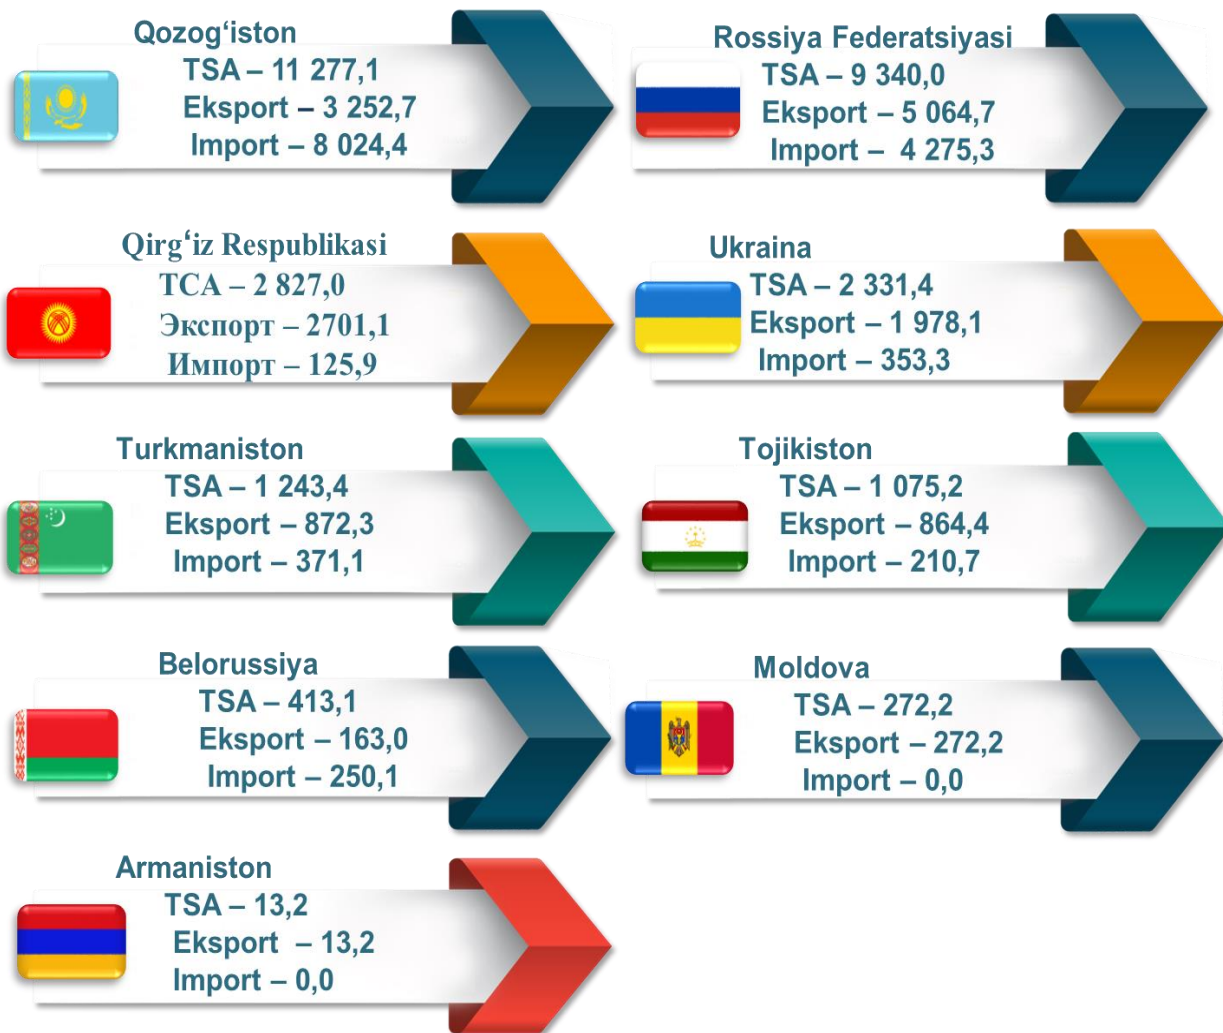 Qozog‘iston
TSA – 11 277,1
Eksport – 3 252,7
Import – 8 024,4
Rossiya Federatsiyasi
TSA – 9 340,0
Eksport – 5 064,7
Import – 4 275,3
Qirg‘iz Respublikasi
ТСА – 2 827,0
Экспорт – 2701,1
Импорт – 125,9
Ukraina
TSA – 2 331,4
Eksport – 1 978,1
Import – 353,3
Turkmaniston
TSA – 1 243,4
Eksport – 872,3
Import – 371,1
Tojikiston
TSA – 1 075,2
Eksport – 864,4
Import – 210,7
Belorussiya
TSA – 413,1
Eksport – 163,0
Import – 250,1
Moldova
TSA – 272,2
Eksport – 272,2
Import – 0,0
Armaniston
TSA – 13,2
Eksport – 13,2
Import – 0,0